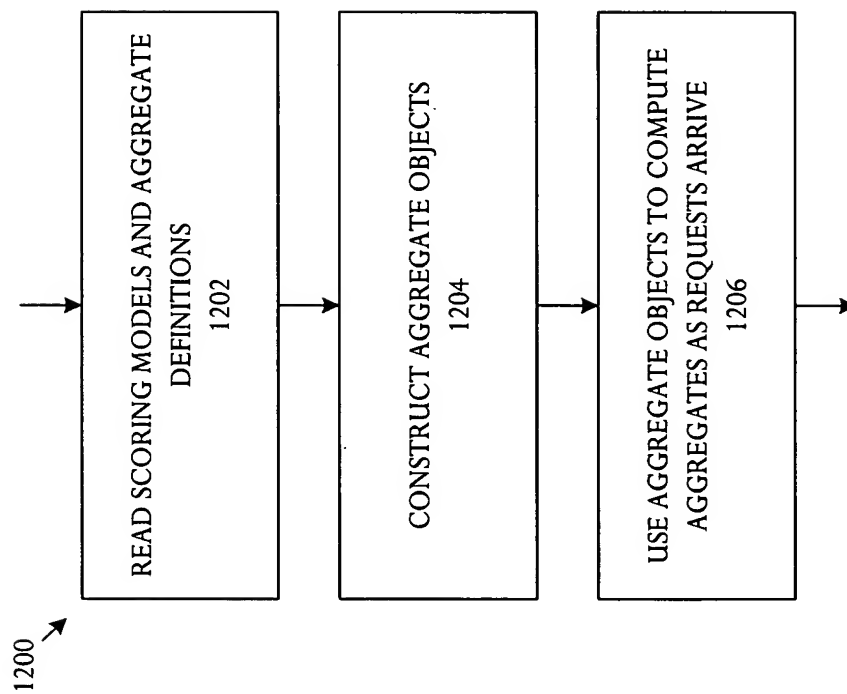 1200
READ SCORING MODELS AND AGGREGATE
DEFINITIONS
1202
CONSTRUCT AGGREGATE OBJECTS
1204
USE AGGREGATE OBJECTS TO COMPUTE
AGGREGATES AS REQUESTS ARRIVE
1206